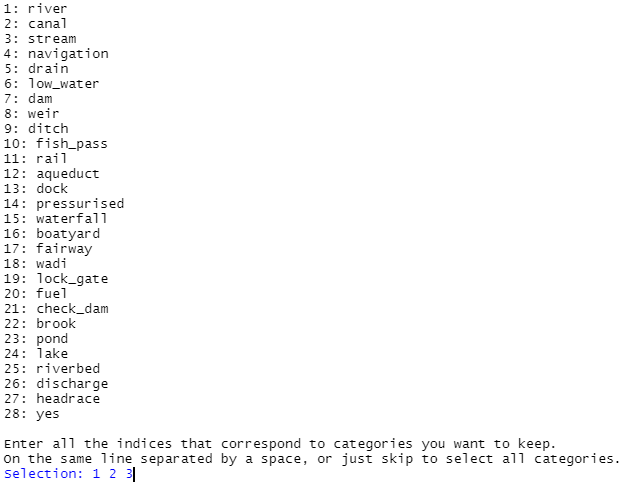 1: river
2: canal
3: stream
4: navigation
5: drain
6: low_water
7: dam
8: weir
9: ditch
10: fish_pass
11: rail
12: aqueduct
13: dock
14: pressurised
15: waterfall
16: boatyard
17: fairway
18: wadi
19: lock_gate
20: fuel
21: check_dam
22: brook
23: pond
24: lake
25: riverbed
26: discharge
27: headrace
28: yes
Enter all the indices that correspond to categories you want to keep.
On the same line separated by a space, or just skip to select all categories.
Selection: 1 2 3